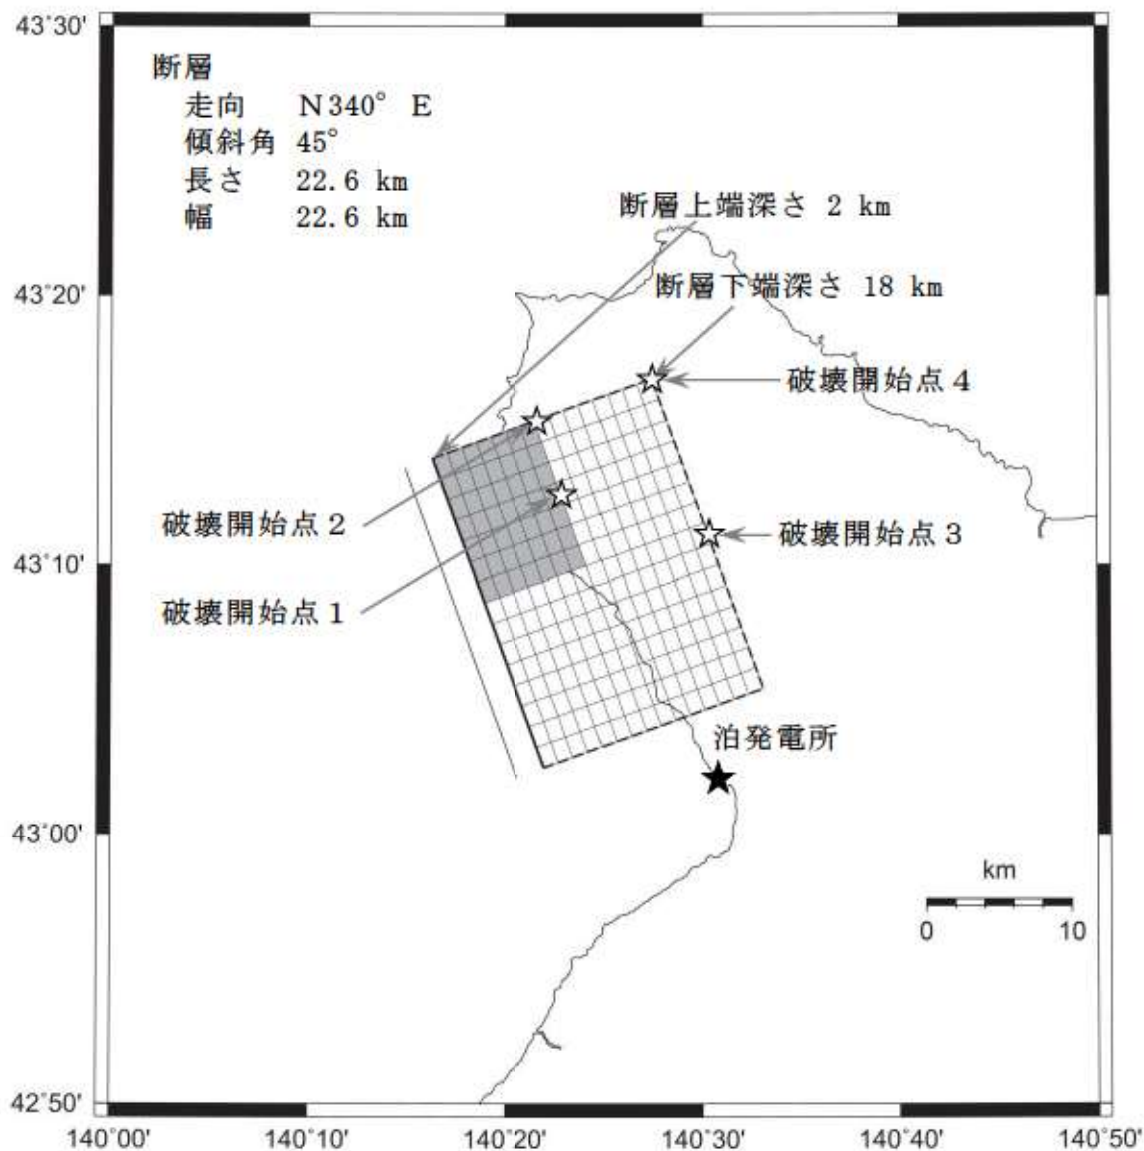 43°30'
断層
走向 N340° E
傾斜角 45°
長さ 22.6 km
幅 22.6 km
断層上端深さ 2 km
43°20'
断層下端深さ 18 km
破壊開始点4
破壊開始点2
破壊開始点3
43°10'
破壊開始点1
泊発電所
43°00'
km
0 10
42°50'
140°00' 140°10' 140°20' 140°30' 140°40' 140°50'